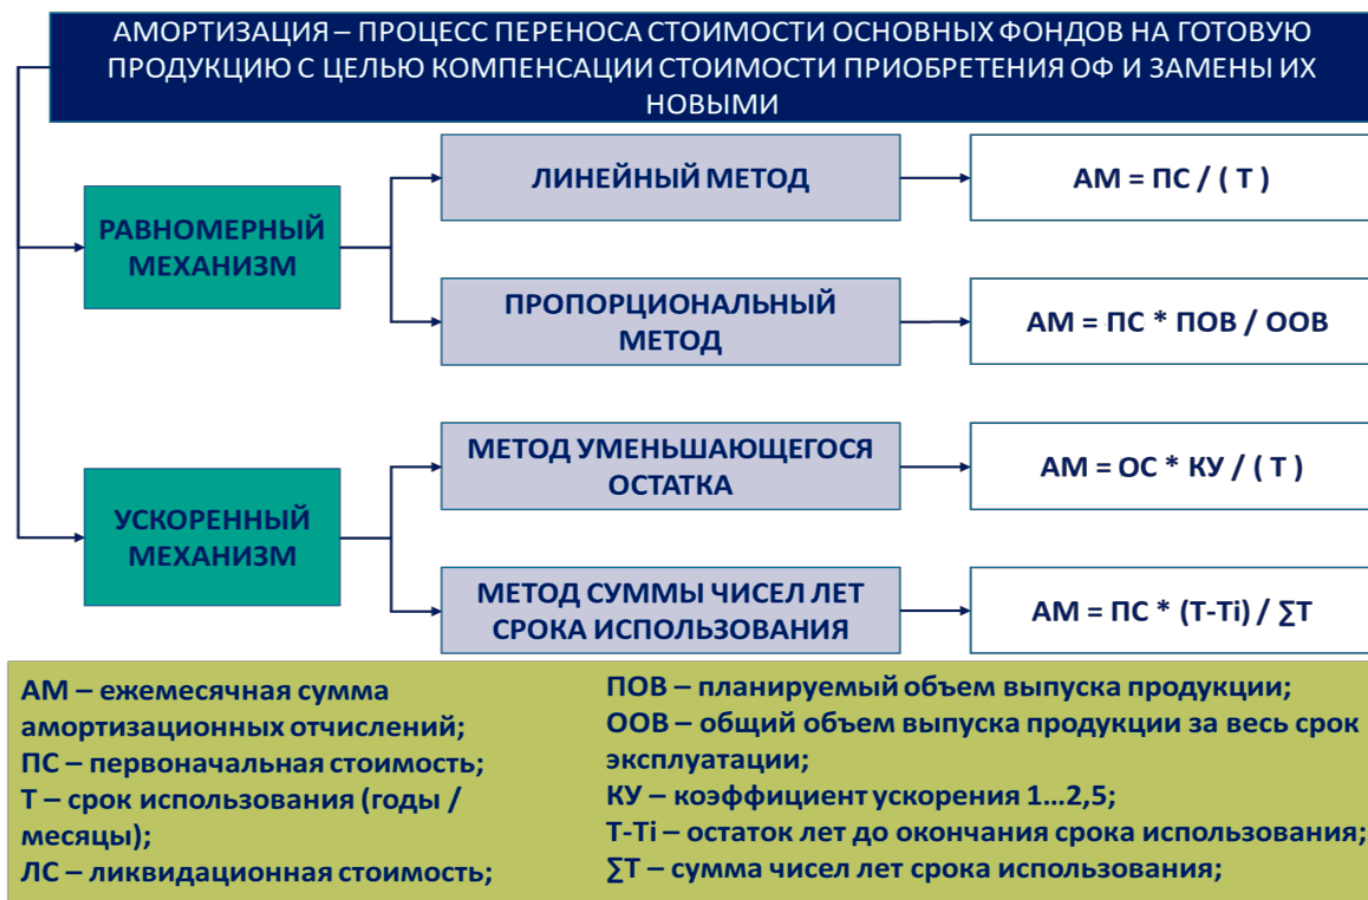 АМОРТИЗАЦИЯ – ПРОЦЕСС ПЕРЕНОСА СТОИМОСТИ ОСНОВНЫХ ФОНДОВ НА ГОТОВУЮ
ПРОДУКЦИЮ С ЦЕЛЬЮ КОМПЕНСАЦИИ СТОИМОСТИ ПРИОБРЕТЕНИЯ ОФ И ЗАМЕНЫ ИХ
НОВЫМИ
РАВНОМЕРНЫЙ
МЕХАНИЗМ
ЛИНЕЙНЫЙ МЕТОД
АМ = ПС / ( Т )
ПРОПОРЦИОНАЛЬНЫЙ
МЕТОД
АМ = ПС * ПОВ / ООВ
УСКОРЕННЫЙ
МЕХАНИЗМ
МЕТОД УМЕНЬШАЮЩЕГОСЯ
ОСТАТКА
АМ = ОС * КУ / ( Т )
МЕТОД СУММЫ ЧИСЕЛ ЛЕТ
СРОКА ИСПОЛЬЗОВАНИЯ
АМ = ПС * (Т-Тi) / ∑Т
АМ – ежемесячная сумма
амортизационных отчислений;
ПС – первоначальная стоимость;
Т – срок использования (годы /
месяцы);
ЛС – ликвидационная стоимость;
ПОВ – планируемый объем выпуска продукции;
ООВ – общий объем выпуска продукции за весь срок
эксплуатации;
КУ – коэффициент ускорения 1…2,5;
Т-Тi – остаток лет до окончания срока использования;
∑Т – сумма чисел лет срока использования;